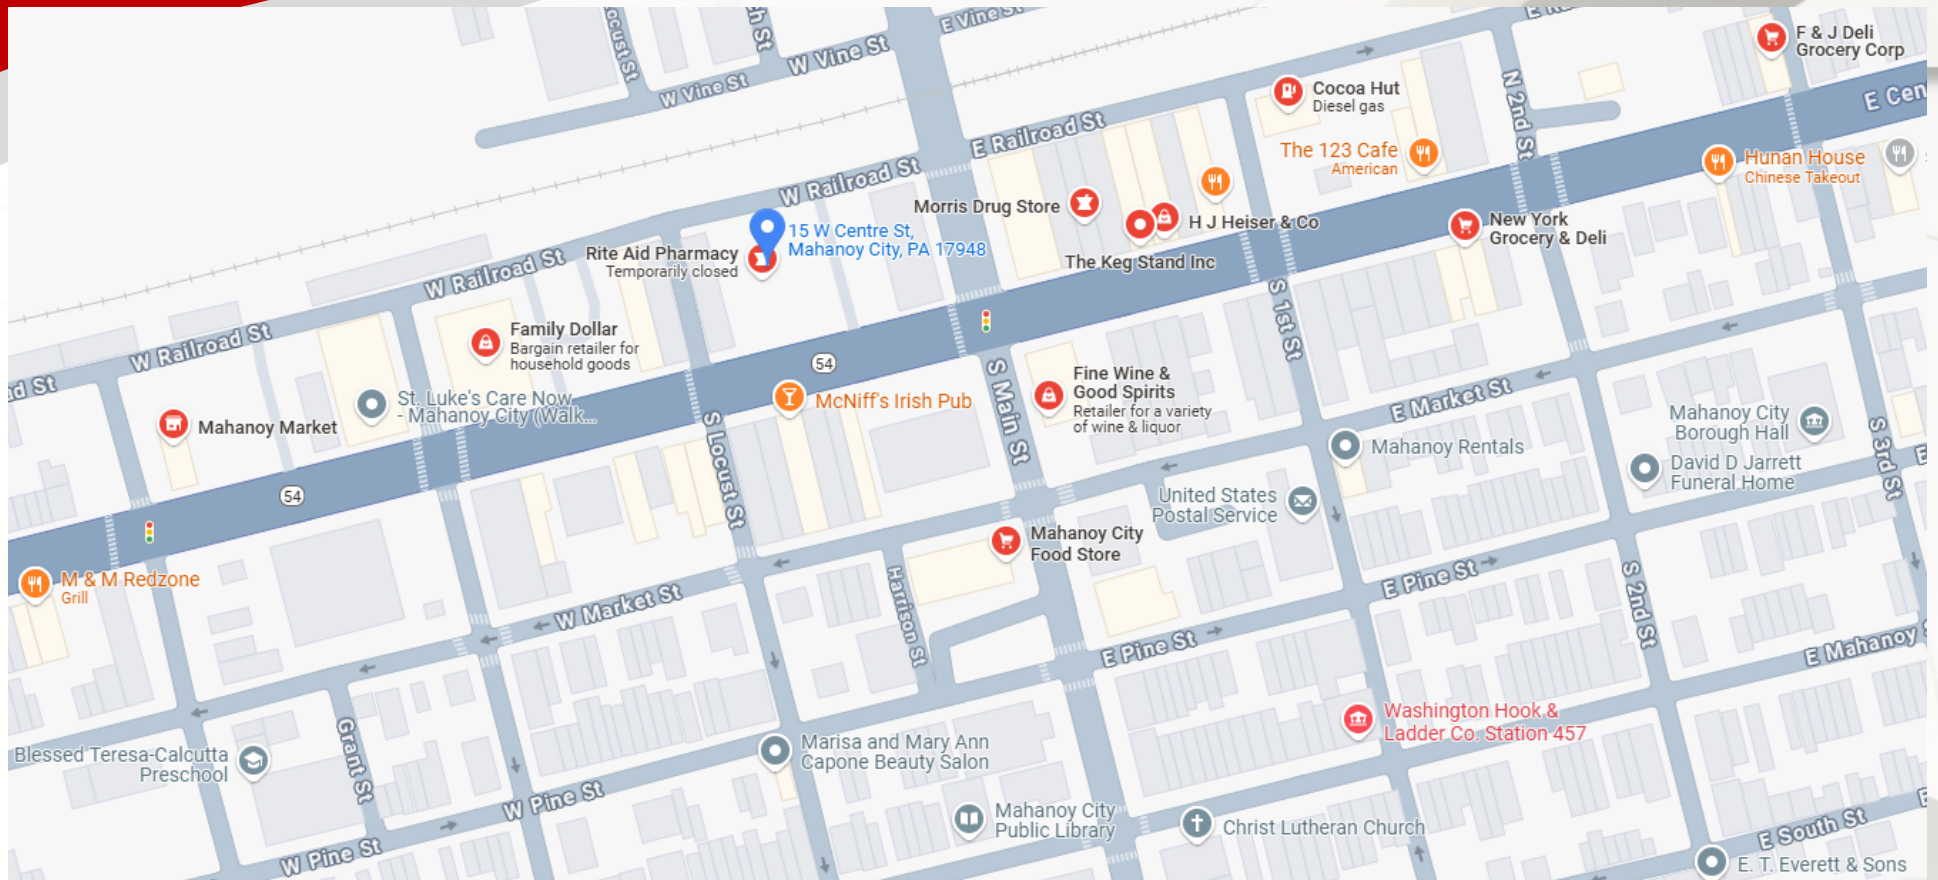 ocust St
h St
E Vine St
W Vine St
W Vine St
F & J Deli
Grocery Corp
Cocoa Hut
Diesel gas
N 2nd St
E Cen
E Railroad St
The 123 Cafe
American
Hunan House
Chinese Takeout
W Railroad St
Morris Drug Store
H J Heiser & Co
New York
Grocery & Deli
15 W Centre St,
Mahanoy City, PA 17948
Rite Aid Pharmacy
Temporarily closed
The Keg Stand Inc
W Railroad St
S 1st St
Family Dollar
Bargain retailer for
household goods
W Railroad St
54
S Main St
Fine Wine &
Good Spirits
Retailer for a variety
of wine & liquor
ad St
St. Luke's Care Now
- Mahanoy City (Walk...
McNiff's Irish Pub
E Market St
Mahanoy Market
S Locust St
Mahanoy City
Borough Hall
S 3rd St
Mahanoy Rentals
David D Jarrett
Funeral Home
E
54
United States
Postal Service
Mahanoy City
Food Store
M & M Redzone
Grill
Harrison St
E Pine St
S 2nd St
W Market St
E Pine St
E Mahanoy
Grant St
Washington Hook &
Ladder Co. Station 457
Blessed Teresa-Calcutta
Preschool
Marisa and Mary Ann
Capone Beauty Salon
W Pine St
Mahanoy City
Public Library
Christ Lutheran Church
E South St
W Pine St
E. T. Everett & Sons